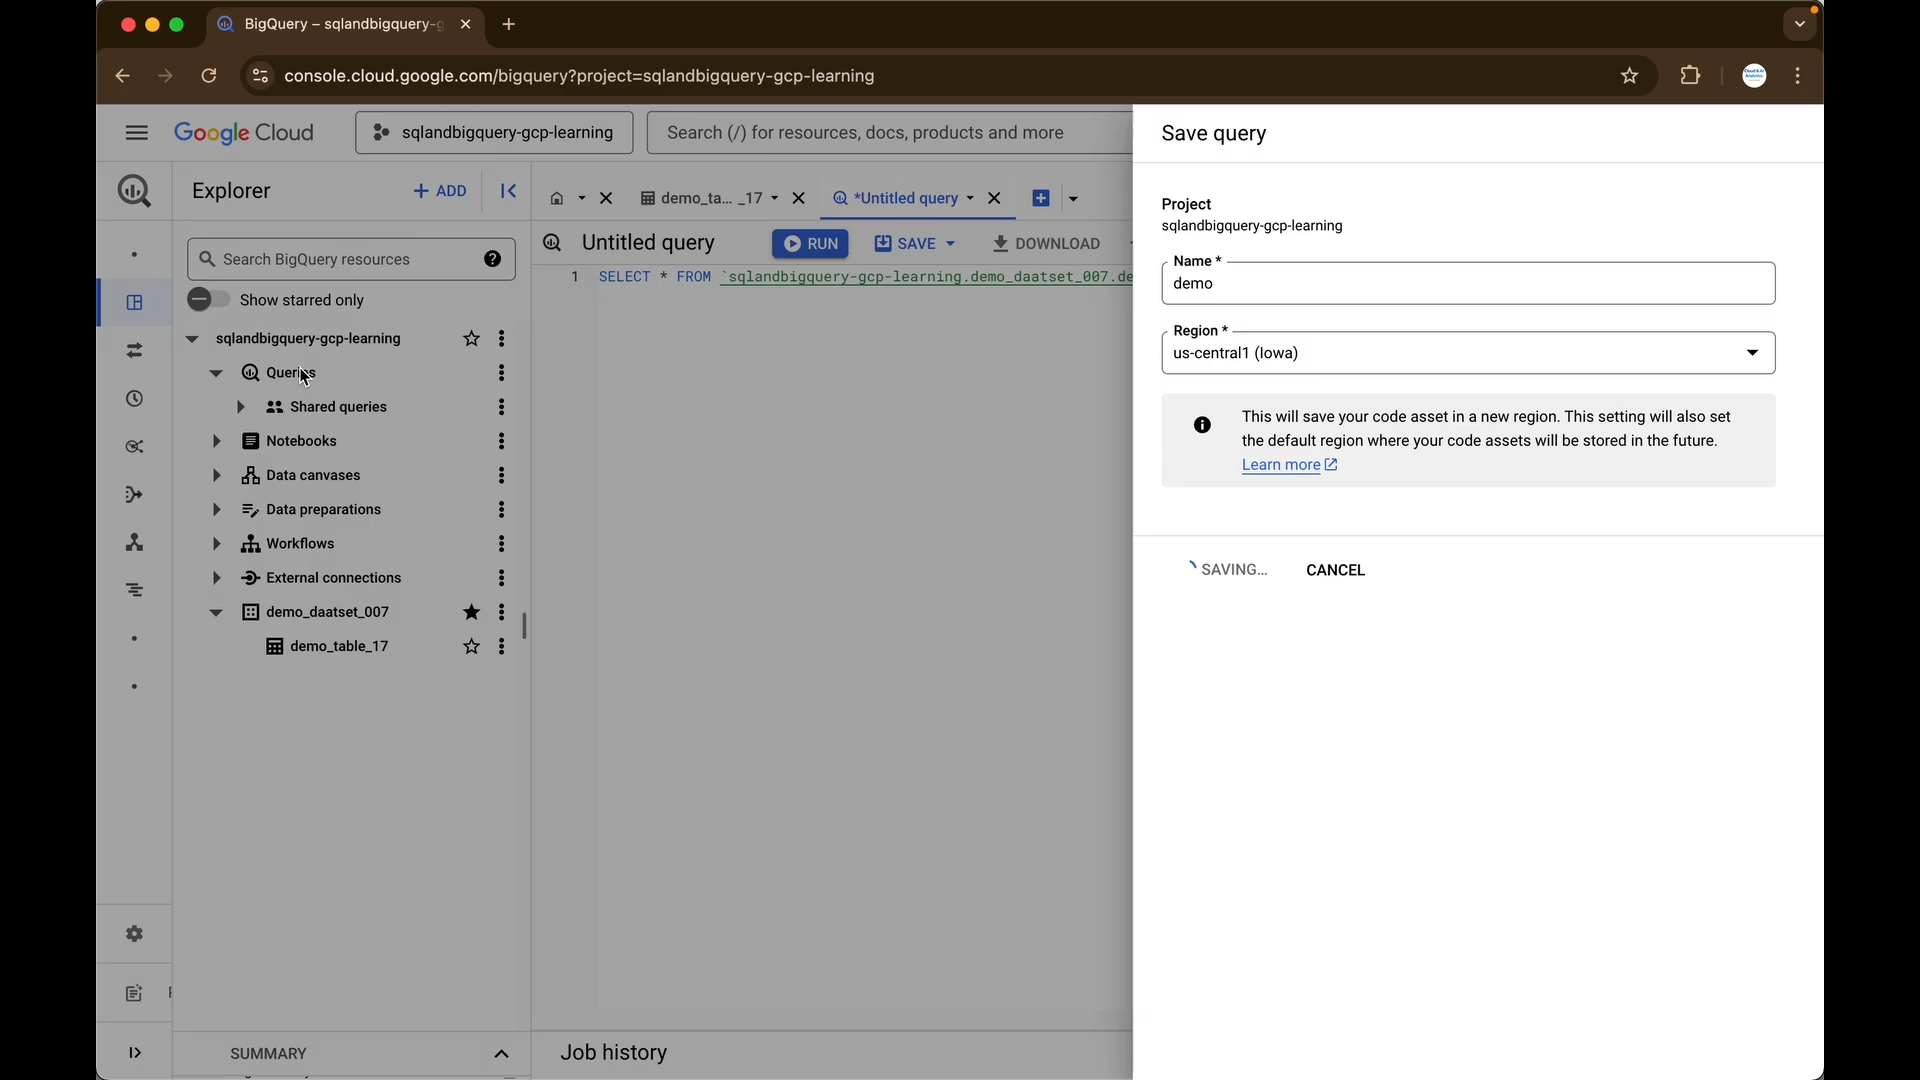 BigQuery – sqlandbigquery-g
console.cloud.google.com/bigquery?project=sqlandbigquery-gcp-learning
Google Cloud
sqlandbigquery-gcp-learning
Search (/) for resources, docs, products and more
Explorer
+ ADD
Search BigQuery resources
Show starred only
sqlandbigquery-gcp-learning
Queries
Shared queries
Notebooks
Data canvases
Data preparations
Workflows
External connections
demo_daatset_007
demo_table_17
SUMMARY
demo_ta... _17
*Untitled query
Untitled query
RUN
SAVE
DOWNLOAD
1 SELECT * FROM `sqlandbigquery-gcp-learning.demo_daatset_007.de
Job history
Save query
Project
sqlandbigquery-gcp-learning
Name *
demo
Region *
us-central1 (Iowa)
This will save your code asset in a new region. This setting will also set
the default region where your code assets will be stored in the future.
Learn more
SAVING...
CANCEL